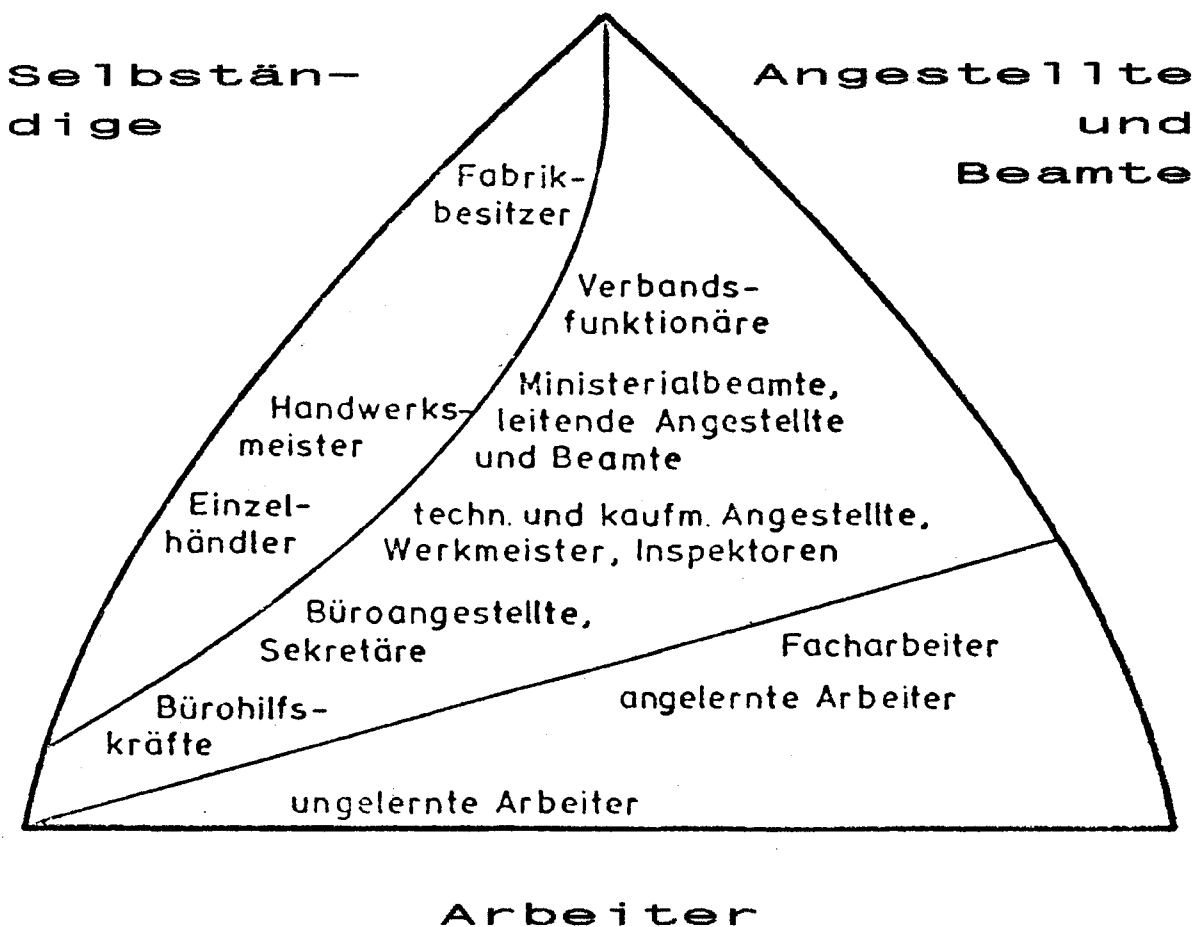 Selbstän-
dige
Angestellte
und
Beamte
Fabrik-
besitzer
Verbands-
funktionäre
Handwerks-
meister
Ministerialbeamte,
leitende Angestellte
und Beamte
Einzel-
händler
techn. und kaufm. Angestellte,
Werkmeister, Inspektoren
Büroangestellte,
Sekretäre
Facharbeiter
angelernte Arbeiter
Bürohilfs-
kräfte
ungelernte Arbeiter
Arbeiter